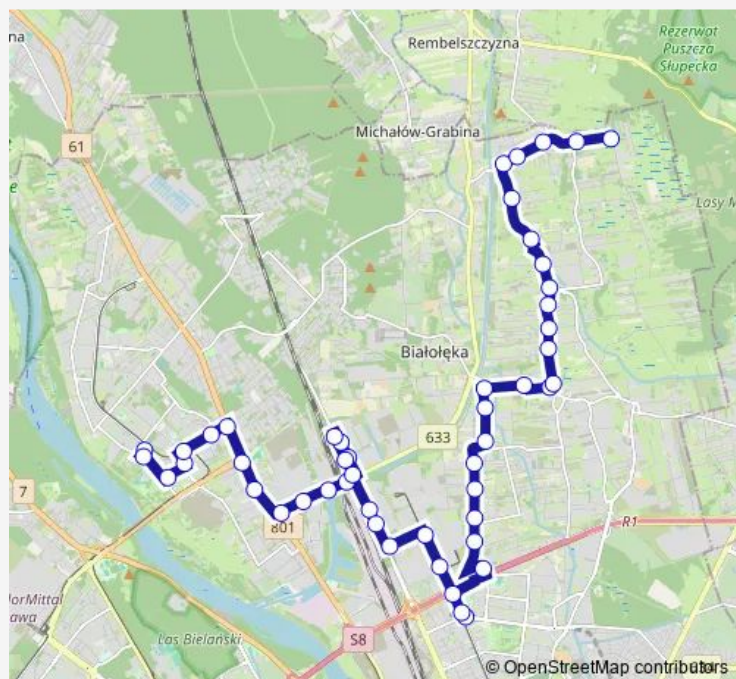 na
Rembelszczyzna
Rezerwat
Puszcza
Słupecka
61
Michałów-Grabina
Lasy M
Białołęka
633
7
801
R1
lorMittal
awa
Las Bielański
S8
© OpenStreetMap contributors